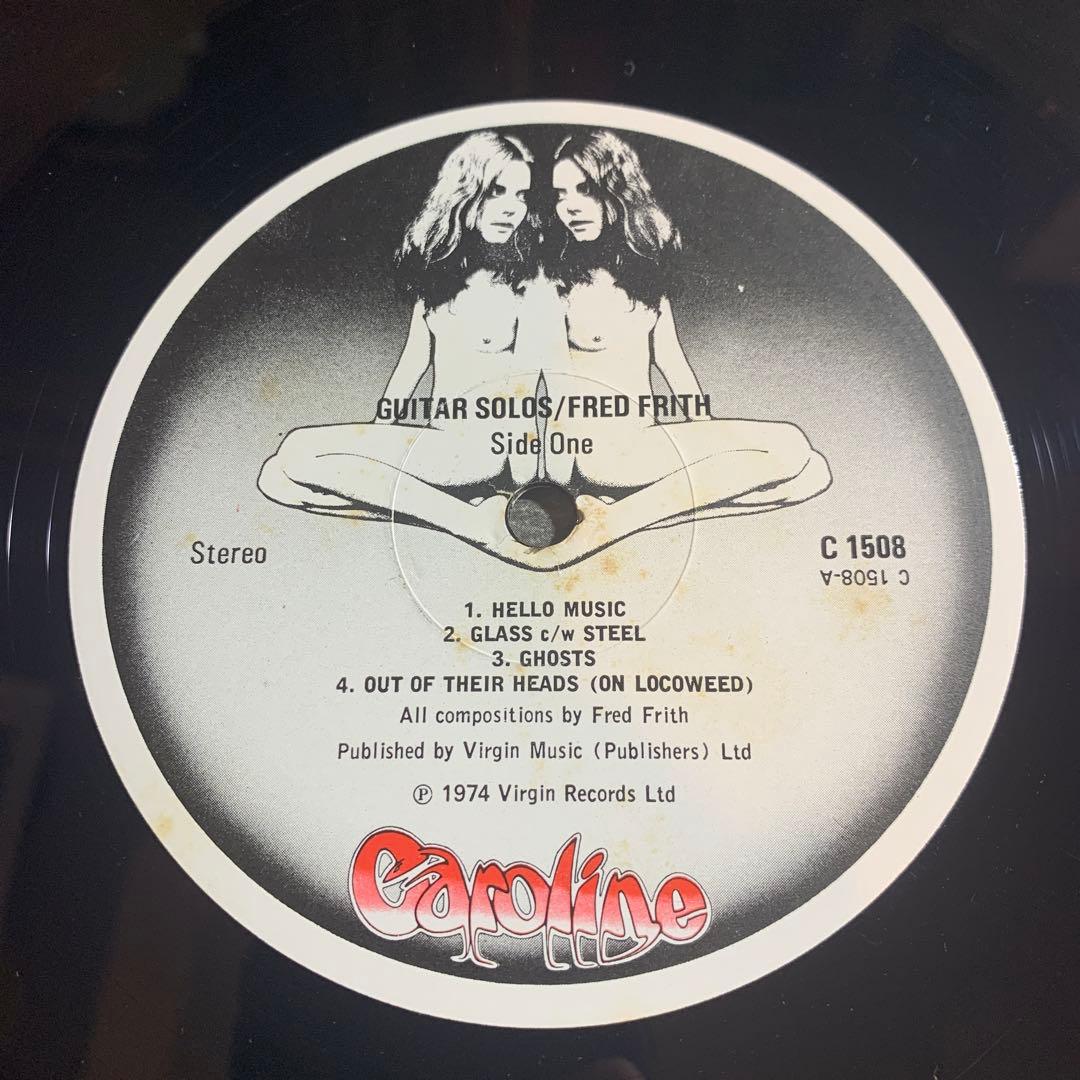 GUITAR SOLOS/FRED FRITH
Side One
Stereo
C 1508
C 1508-A
1. HELLO MUSIC
2. GLASS c/w STEEL
3. GHOSTS
4. OUT OF THEIR HEADS (ON LOCOWEED)
All compositions by Fred Frith
Published by Virgin Music (Publishers) Ltd
℗ 1974 Virgin Records Ltd
Caroline